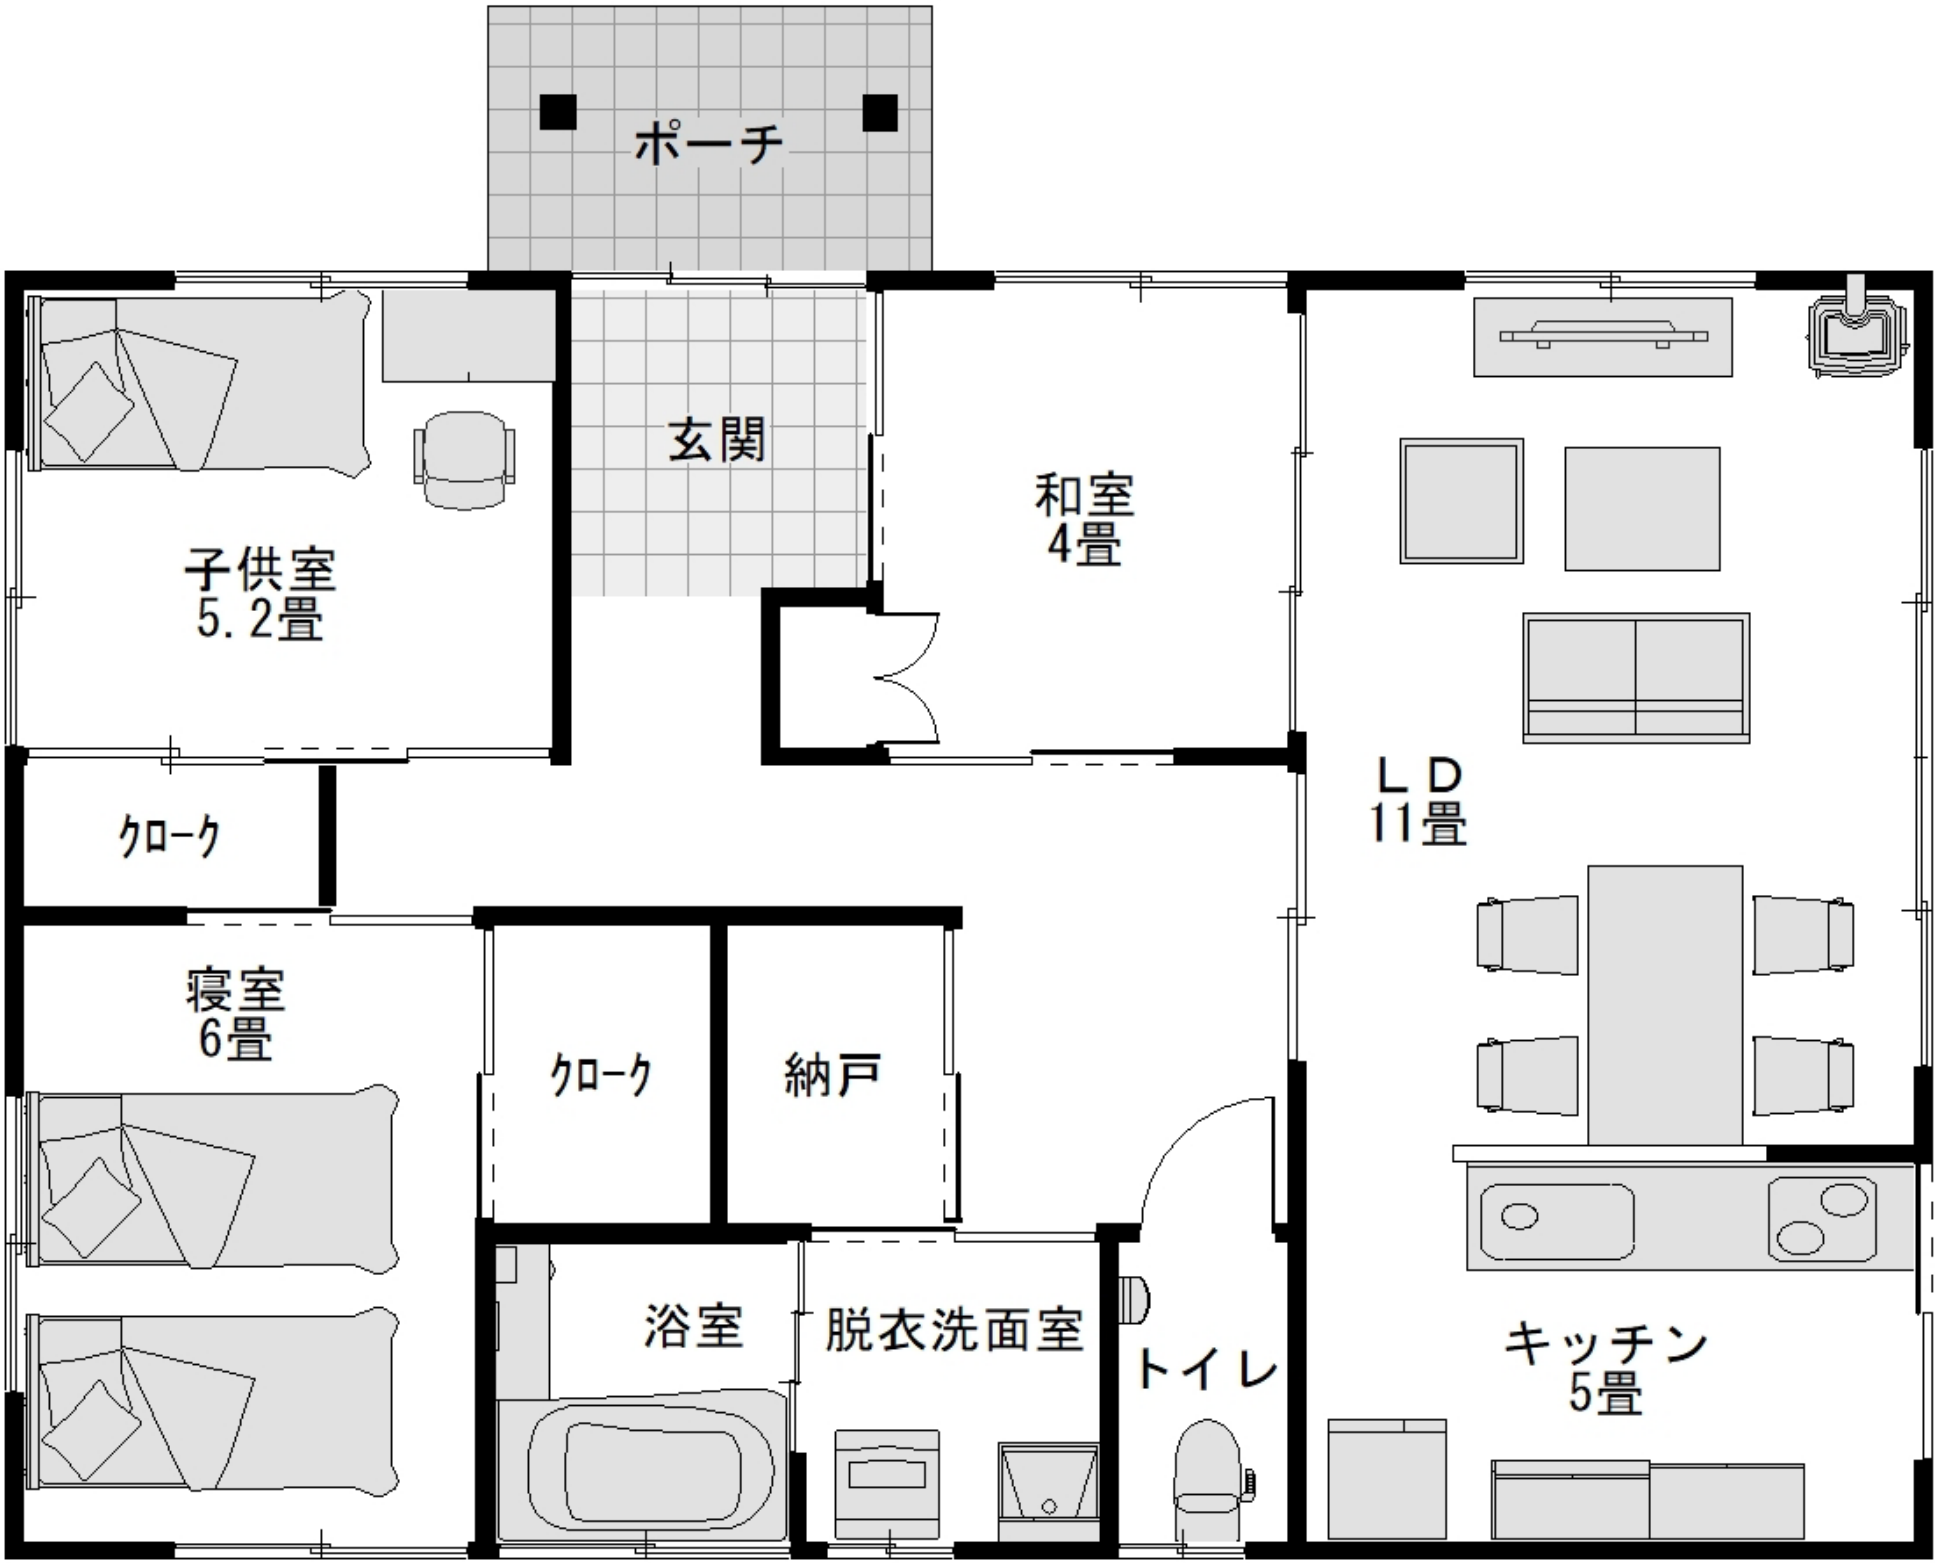 ポーチ
玄関
和室
4畳
子供室
5.2畳
ＬＤ
11畳
ｸﾛｰｸ
寝室
6畳
ｸﾛｰｸ
納戸
浴室
脱衣洗面室
トイレ
キッチン
5畳